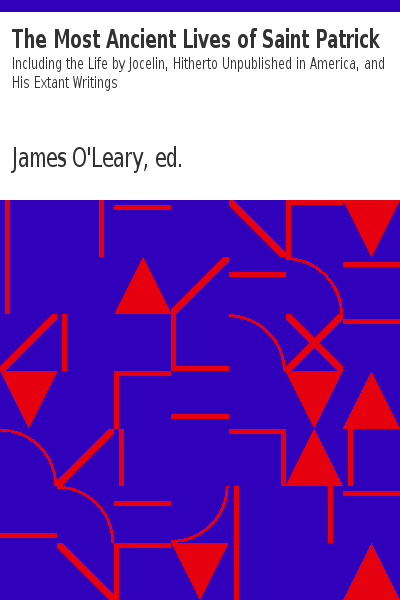 The Most Ancient Lives of Saint Patrick
Including the Life by Jocelin, Hitherto Unpublished in America, and
His Extant Writings
James O'Leary, ed.